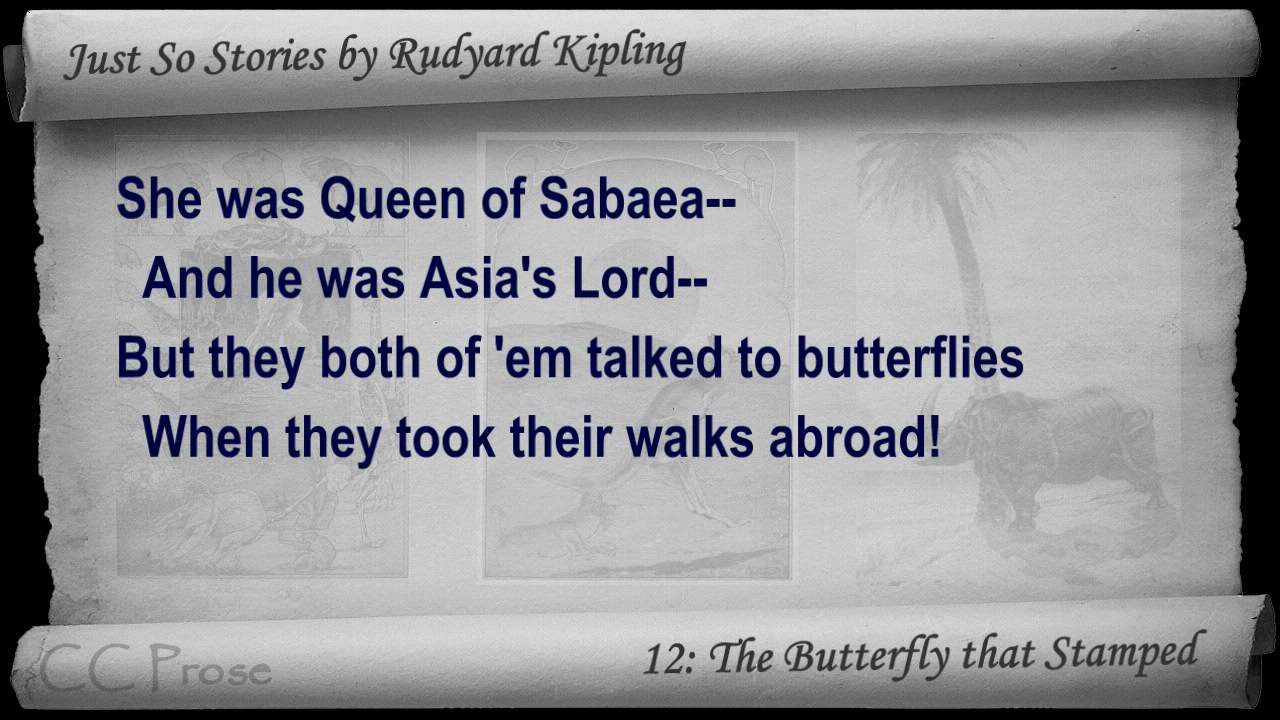 Just So Stories by Rudyard Kipling
She was Queen of Sabaea--
And he was Asia's Lord--
But they both of 'em talked to butterflies
When they took their walks abroad!
CC Prose
12: The Butterfly that Stamped